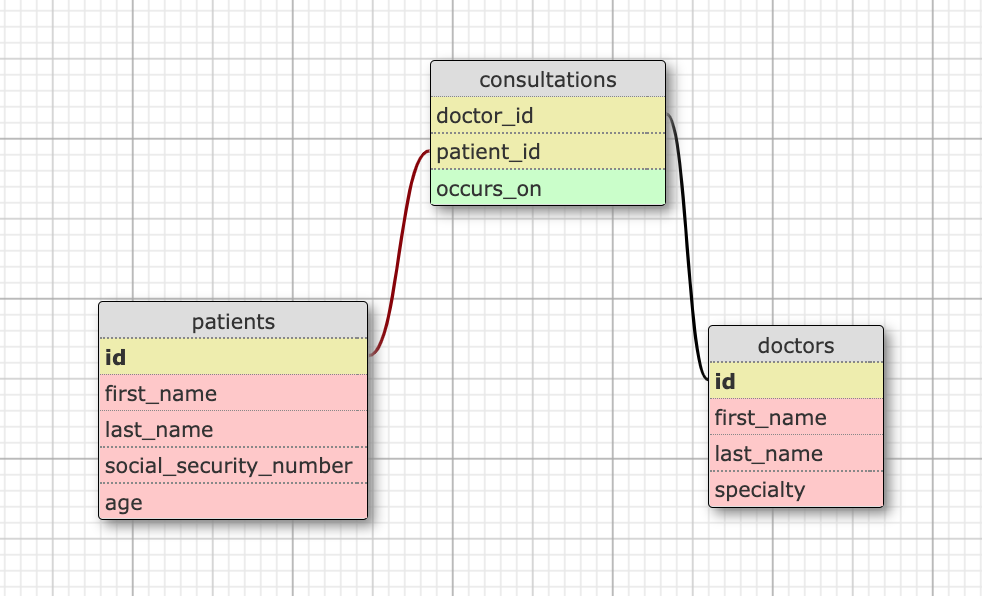 consultations
doctor_id
patient_id
occurs_on
patients
id
first_name
last_name
social_security_number
age
doctors
id
first_name
last_name
specialty